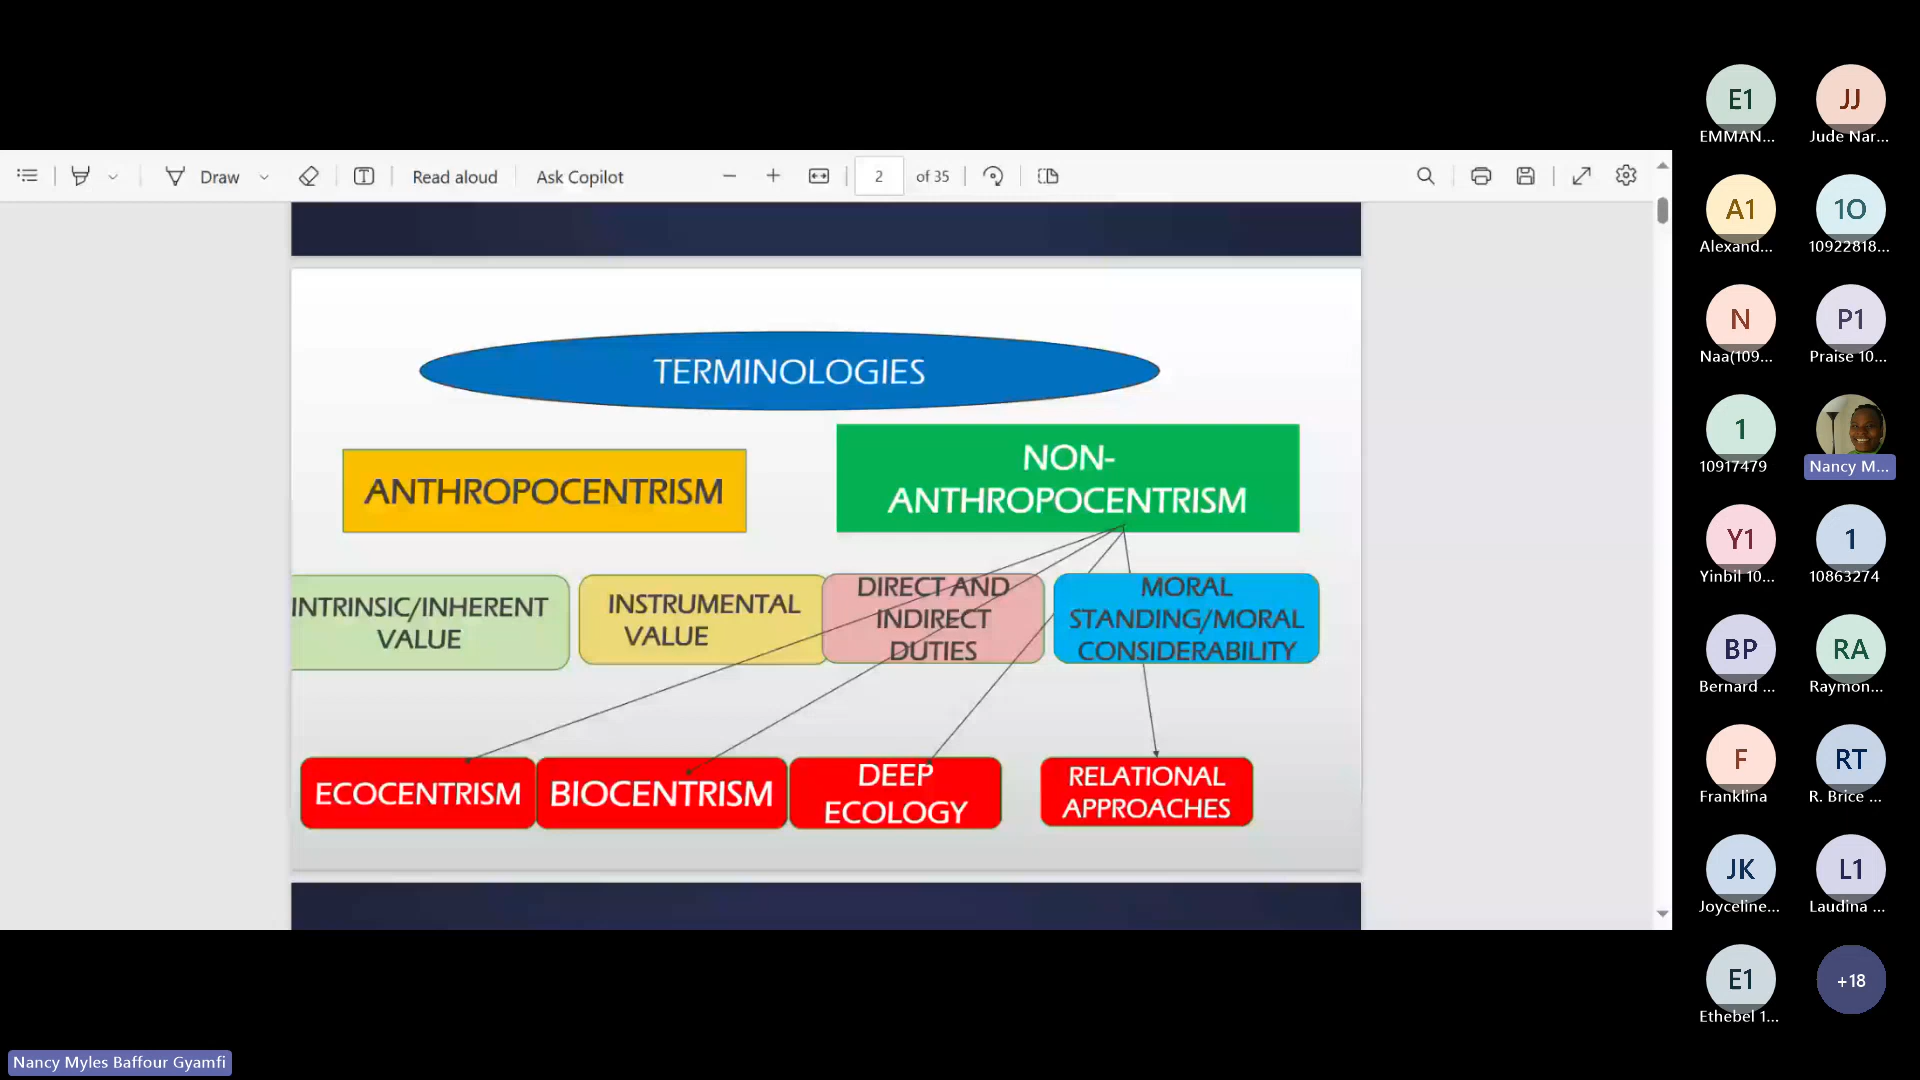 Draw
Read aloud
Ask Copilot
2
of 35
TERMINOLOGIES
ANTHROPOCENTRISM
NON-
ANTHROPOCENTRISM
INTRINSIC/INHERENT
VALUE
INSTRUMENTAL
VALUE
DIRECT AND
INDIRECT
DUTIES
MORAL
STANDING/MORAL
CONSIDERABILITY
ECOCENTRISM
BIOCENTRISM
DEEP
ECOLOGY
RELATIONAL
APPROACHES
E1
EMMAN...
JJ
Jude Nar...
A1
Alexand...
1O
10922818...
N
Naa(109...
P1
Praise 10...
1
10917479
Nancy M...
Y1
Yinbil 10...
1
10863274
BP
Bernard ...
RA
Raymon...
F
Franklina
RT
R. Brice ...
JK
Joyceline...
L1
Laudina ...
E1
Ethebel 1...
+18
Nancy Myles Baffour Gyamfi